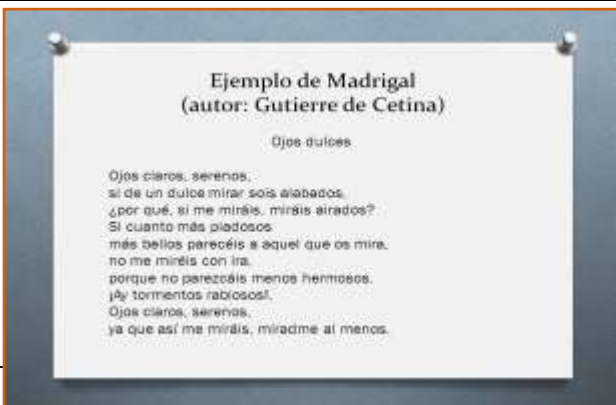 Ejemplo de Madrigal
(autor: Gutierre de Cetina)
Ojos dulces
Ojos claros, serenos,
si de un dulce mirar sois alabados,
¿por qué, si me miráis, miráis airados?
Si cuanto más piadosos
más bellos parecéis a aquel que os mira,
no me miréis con ira,
porque no parezcáis menos hermosos.
¡Ay tormentos rabiosos!,
Ojos claros, serenos,
ya que así me miráis, miradme al menos.